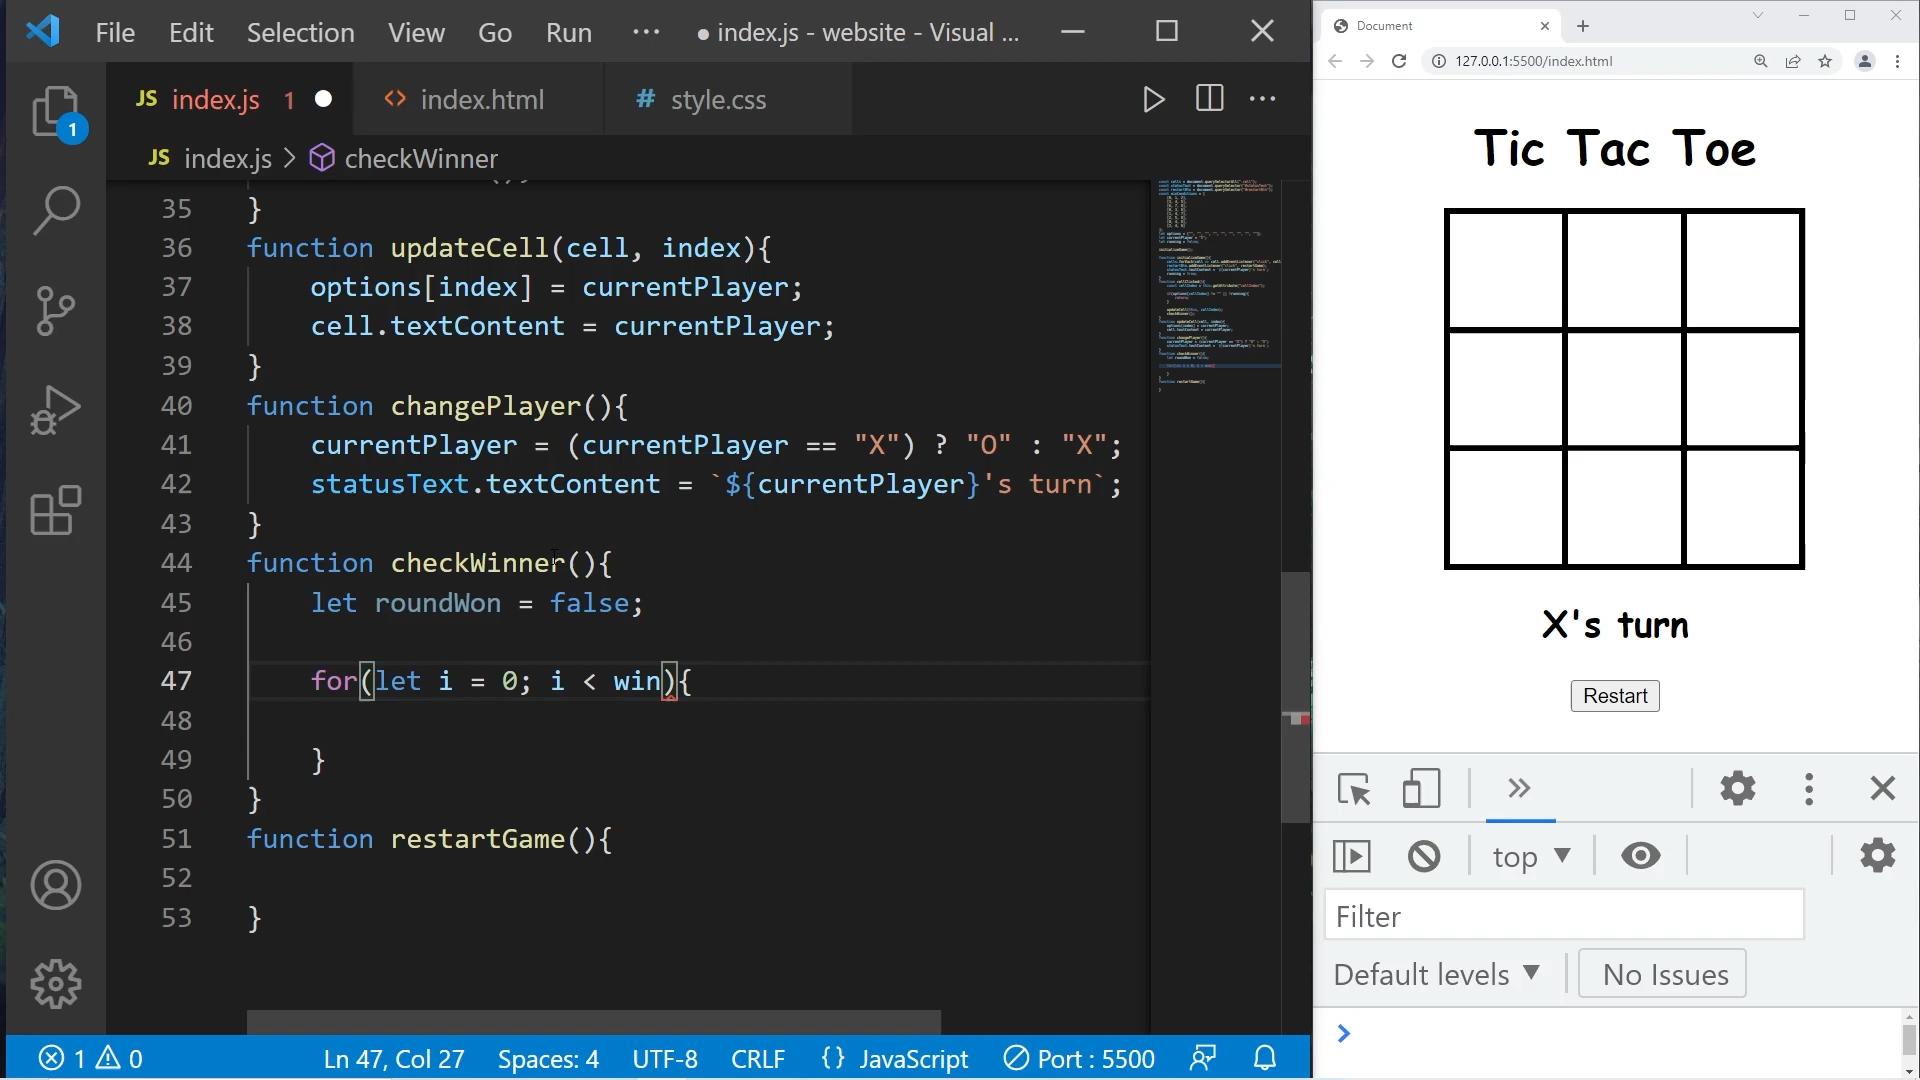 File Edit Selection View Go Run ··· ● index.js - website - Visual ...
JS index.js 1 ● <> index.html # style.css
JS index.js > checkWinner
35 }
36 function updateCell(cell, index){
37 options[index] = currentPlayer;
38 cell.textContent = currentPlayer;
39 }
40 function changePlayer(){
41 currentPlayer = (currentPlayer == "X") ? "O" : "X";
42 statusText.textContent = `${currentPlayer}'s turn`;
43 }
44 function checkWinner(){
45 let roundWon = false;
46
47 for(let i = 0; i < win){
48
49 }
50 }
51 function restartGame(){
52
53 }
1
1 0 Ln 47, Col 27 Spaces: 4 UTF-8 CRLF {} JavaScript Port : 5500
Document
127.0.0.1:5500/index.html
Tic Tac Toe
X's turn
Restart
top
Filter
Default levels No Issues